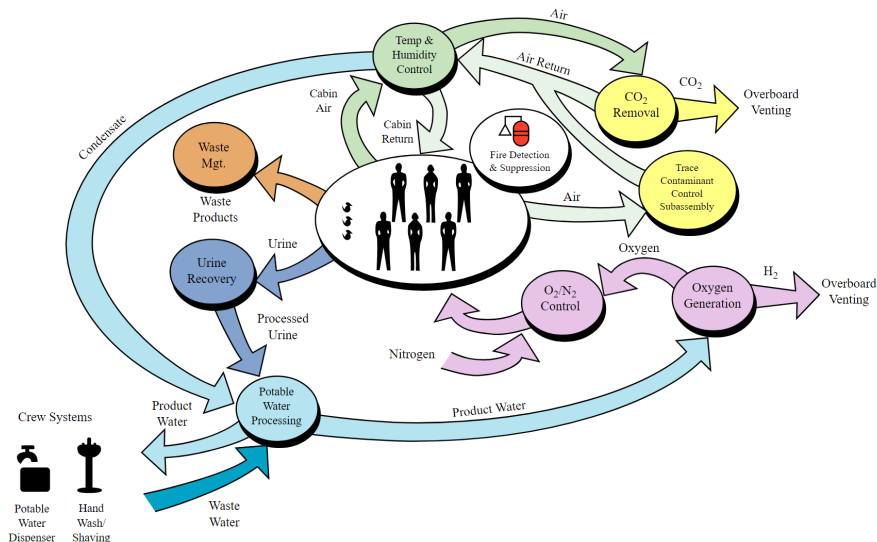 Air
Temp &
Humidity
Control
Air Return
CO2
Overboard
Venting
CO2
Removal
Cabin
Air
Cabin
Return
Condensate
Waste
Mgt.
Fire Detection
& Suppression
Trace
Contaminant
Control
Subassembly
Waste
Products
Air
Urine
Urine
Recovery
Oxygen
H2
Overboard
Venting
O2/N2
Control
Oxygen
Generation
Processed
Urine
Nitrogen
Potable
Water
Processing
Product
Water
Product Water
Crew Systems
Potable
Water
Dispenser
Hand
Wash/
Shaving
Waste
Water